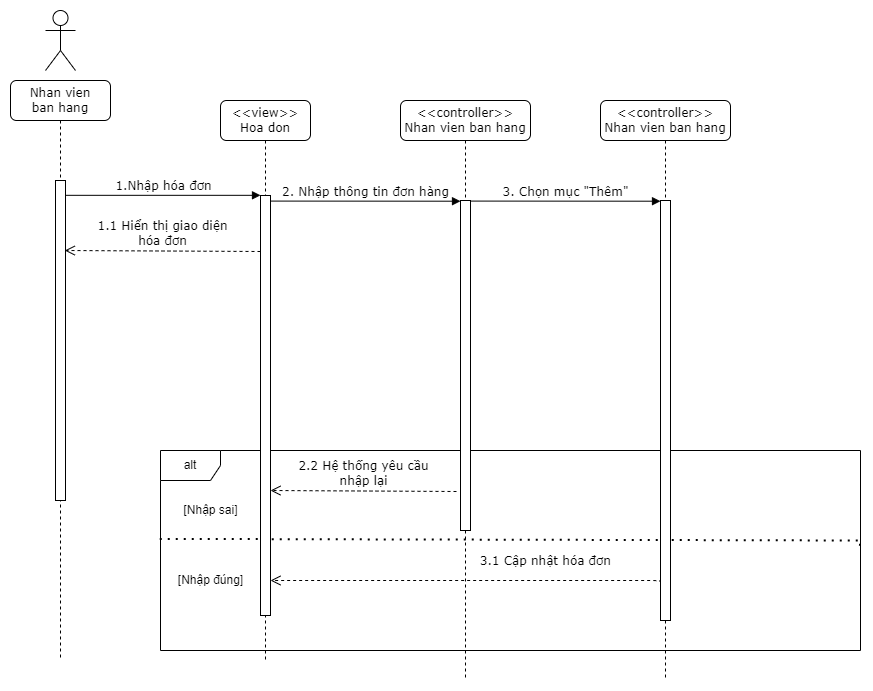 Nhan vien
ban hang
<<view>>
Hoa don
<<controller>>
Nhan vien ban hang
<<controller>>
Nhan vien ban hang
1.Nhập hóa đơn
2. Nhập thông tin đơn hàng
3. Chọn mục "Thêm"
1.1 Hiển thị giao diện
hóa đơn
alt
2.2 Hệ thống yêu cầu
nhập lại
[Nhập sai]
3.1 Cập nhật hóa đơn
[Nhập đúng]